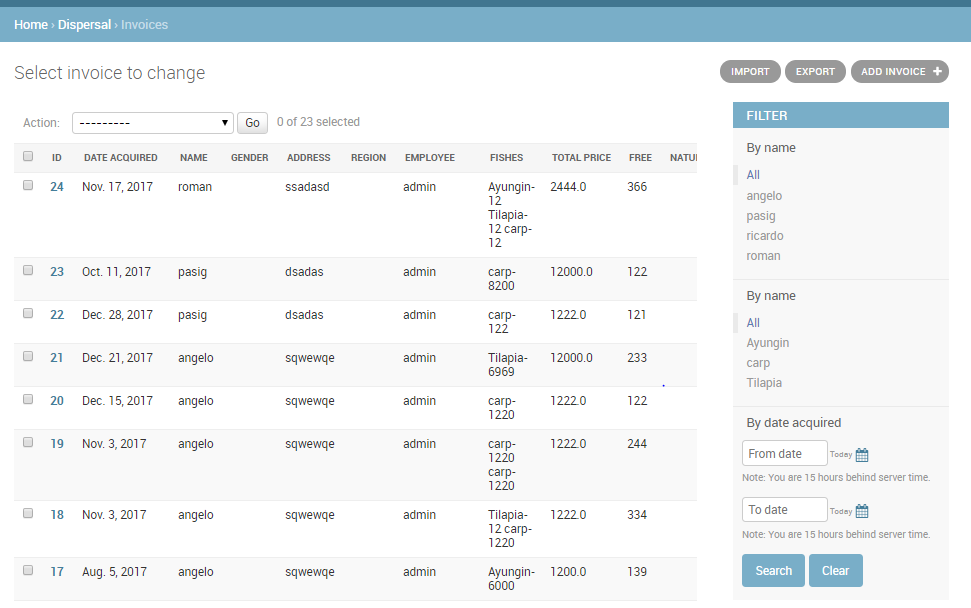 Home › Dispersal › Invoices
Select invoice to change
IMPORT EXPORT ADD INVOICE +
Action: --------- Go 0 of 23 selected
ID DATE ACQUIRED NAME GENDER ADDRESS REGION EMPLOYEE FISHES TOTAL PRICE FREE NATU
24 Nov. 17, 2017 roman ssadasd admin Ayungin- 2444.0 366
12
Tilapia-
12 carp-
12
23 Oct. 11, 2017 pasig dsadas admin carp- 12000.0 122
8200
22 Dec. 28, 2017 pasig dsadas admin carp- 1222.0 121
122
21 Dec. 21, 2017 angelo sqwewqe admin Tilapia- 12000.0 233
6969
20 Dec. 15, 2017 angelo sqwewqe admin carp- 1222.0 122
1220
19 Nov. 3, 2017 angelo sqwewqe admin carp- 1222.0 244
1220
carp-
1220
18 Nov. 3, 2017 angelo sqwewqe admin Tilapia- 1222.0 334
12 carp-
1220
17 Aug. 5, 2017 angelo sqwewqe admin Ayungin- 1200.0 139
6000
FILTER
By name
All
angelo
pasig
ricardo
roman
By name
All
Ayungin
carp
Tilapia
By date acquired
From date Today
Note: You are 15 hours behind server time.
To date Today
Note: You are 15 hours behind server time.
Search Clear